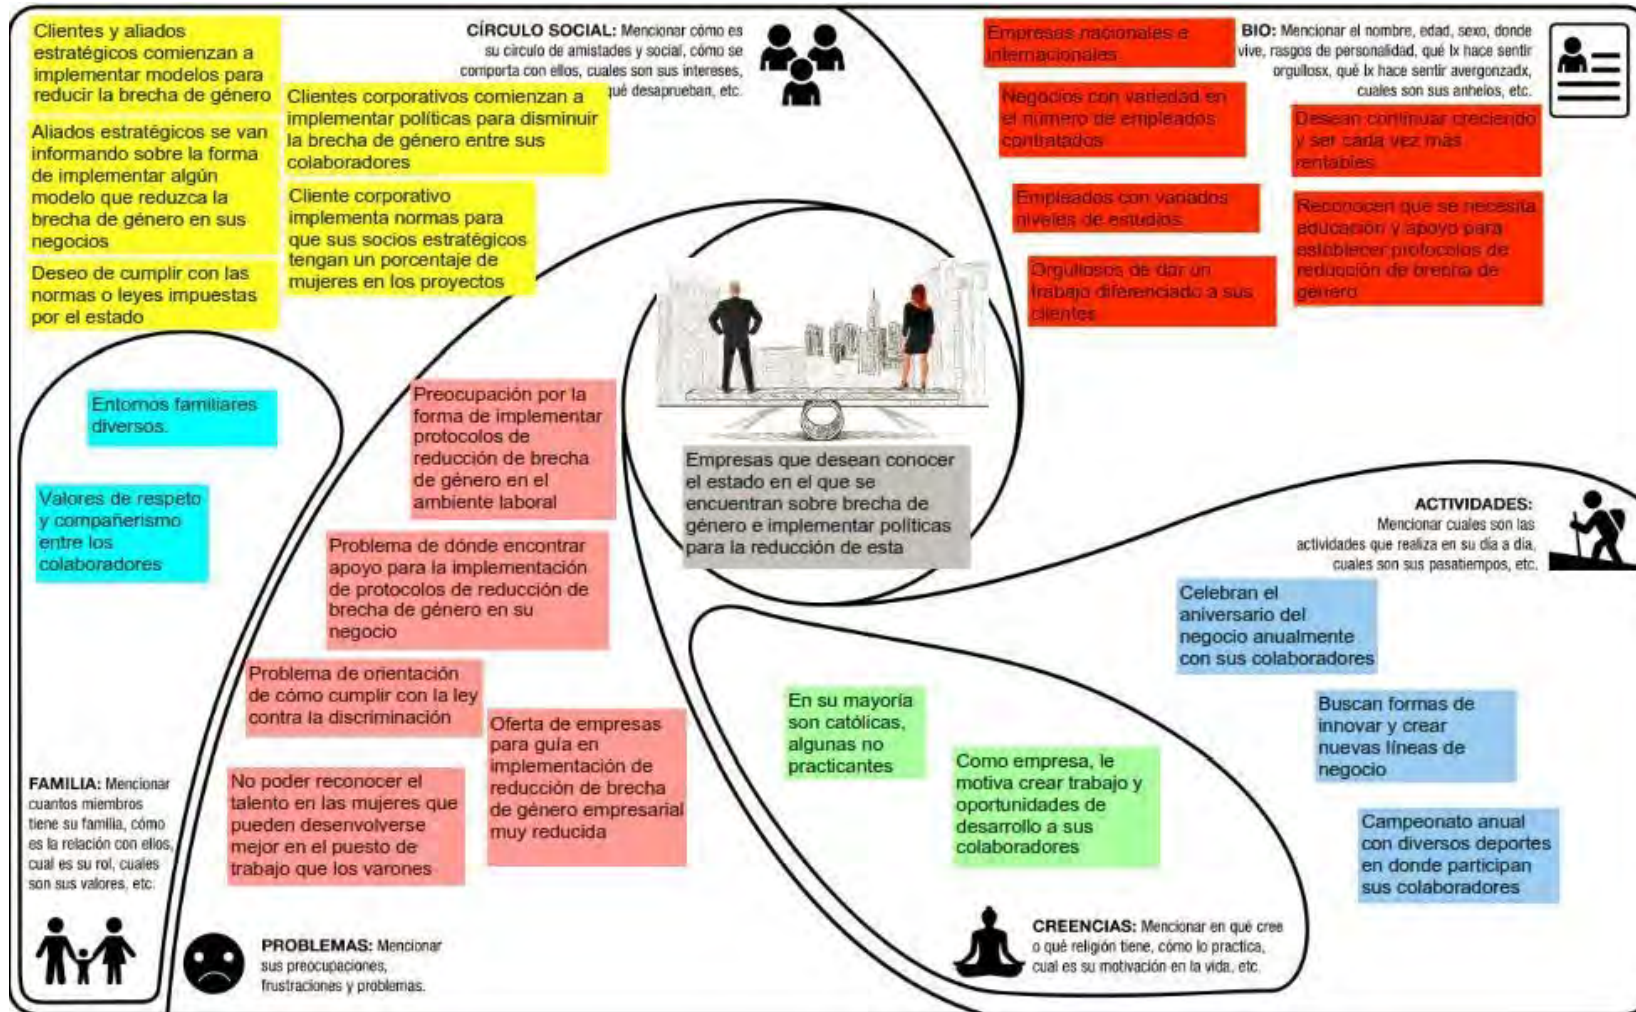 Clientes y aliados
estratégicos comienzan a
implementar modelos para
reducir la brecha de género
Aliados estratégicos se van
informando sobre la forma
de implementar algún
modelo que reduzca la
brecha de género en sus
negocios
Deseo de cumplir con las
normas o leyes impuestas
por el estado
CÍRCULO SOCIAL: Mencionar cómo es
su circulo de amistades y social, cómo se
comporta con ellos, cuales son sus intereses,
qué desaprueban, etc.
Clientes corporativos comienzan a
implementar políticas para disminuir
la brecha de género entre sus
colaboradores
Cliente corporativo
implementa normas para
que sus socios estratégicos
tengan un porcentaje de
mujeres en los proyectos
Empresas nacionales e
internacionales
Negocios con variedad en
el número de empleados
contratados
Empleados con variados
niveles de estudios
Orgullosos de dar un
trabajo diferenciado a sus
clientes
BIO: Mencionar el nombre, edad, sexo, donde
vive, rasgos de personalidad, qué lx hace sentir
orgullosx, qué lx hace sentir avergonzadx,
cuales son sus anhelos, etc.
Desean continuar creciendo
y ser cada vez más
rentables
Reconocen que se necesita
educación y apoyo para
establecer protocolos de
reducción de brecha de
género
Entornos familiares
diversos.
Valores de respeto
y compañerismo
entre los
colaboradores
FAMILIA: Mencionar
cuantos miembros
tiene su familia, cómo
es la relación con ellos,
cual es su rol, cuales
son sus valores, etc.
Preocupación por la
forma de implementar
protocolos de
reducción de brecha
de género en el
ambiente laboral
Problema de dónde encontrar
apoyo para la implementación
de protocolos de reducción de
brecha de género en su
negocio
Problema de orientación
de cómo cumplir con la ley
contra la discriminación
Oferta de empresas
para guía en
implementación de
reducción de brecha
de género empresarial
muy reducida
No poder reconocer el
talento en las mujeres que
pueden desenvolverse
mejor en el puesto de
trabajo que los varones
PROBLEMAS: Mencionar
sus preocupaciones,
frustraciones y problemas.
Empresas que desean conocer
el estado en el que se
encuentran sobre brecha de
género e implementar políticas
para la reducción de esta
ACTIVIDADES:
Mencionar cuales son las
actividades que realiza en su día a día,
cuales son sus pasatiempos, etc.
Celebran el
aniversario del
negocio anualmente
con sus colaboradores
Buscan formas de
innovar y crear
nuevas líneas de
negocio
Campeonato anual
con diversos deportes
en donde participan
sus colaboradores
En su mayoría
son católicas,
algunas no
practicantes
Como empresa, le
motiva crear trabajo y
oportunidades de
desarrollo a sus
colaboradores
CREENCIAS: Mencionar en qué cree
o qué religión tiene, cómo lo practica,
cual es su motivación en la vida, etc.